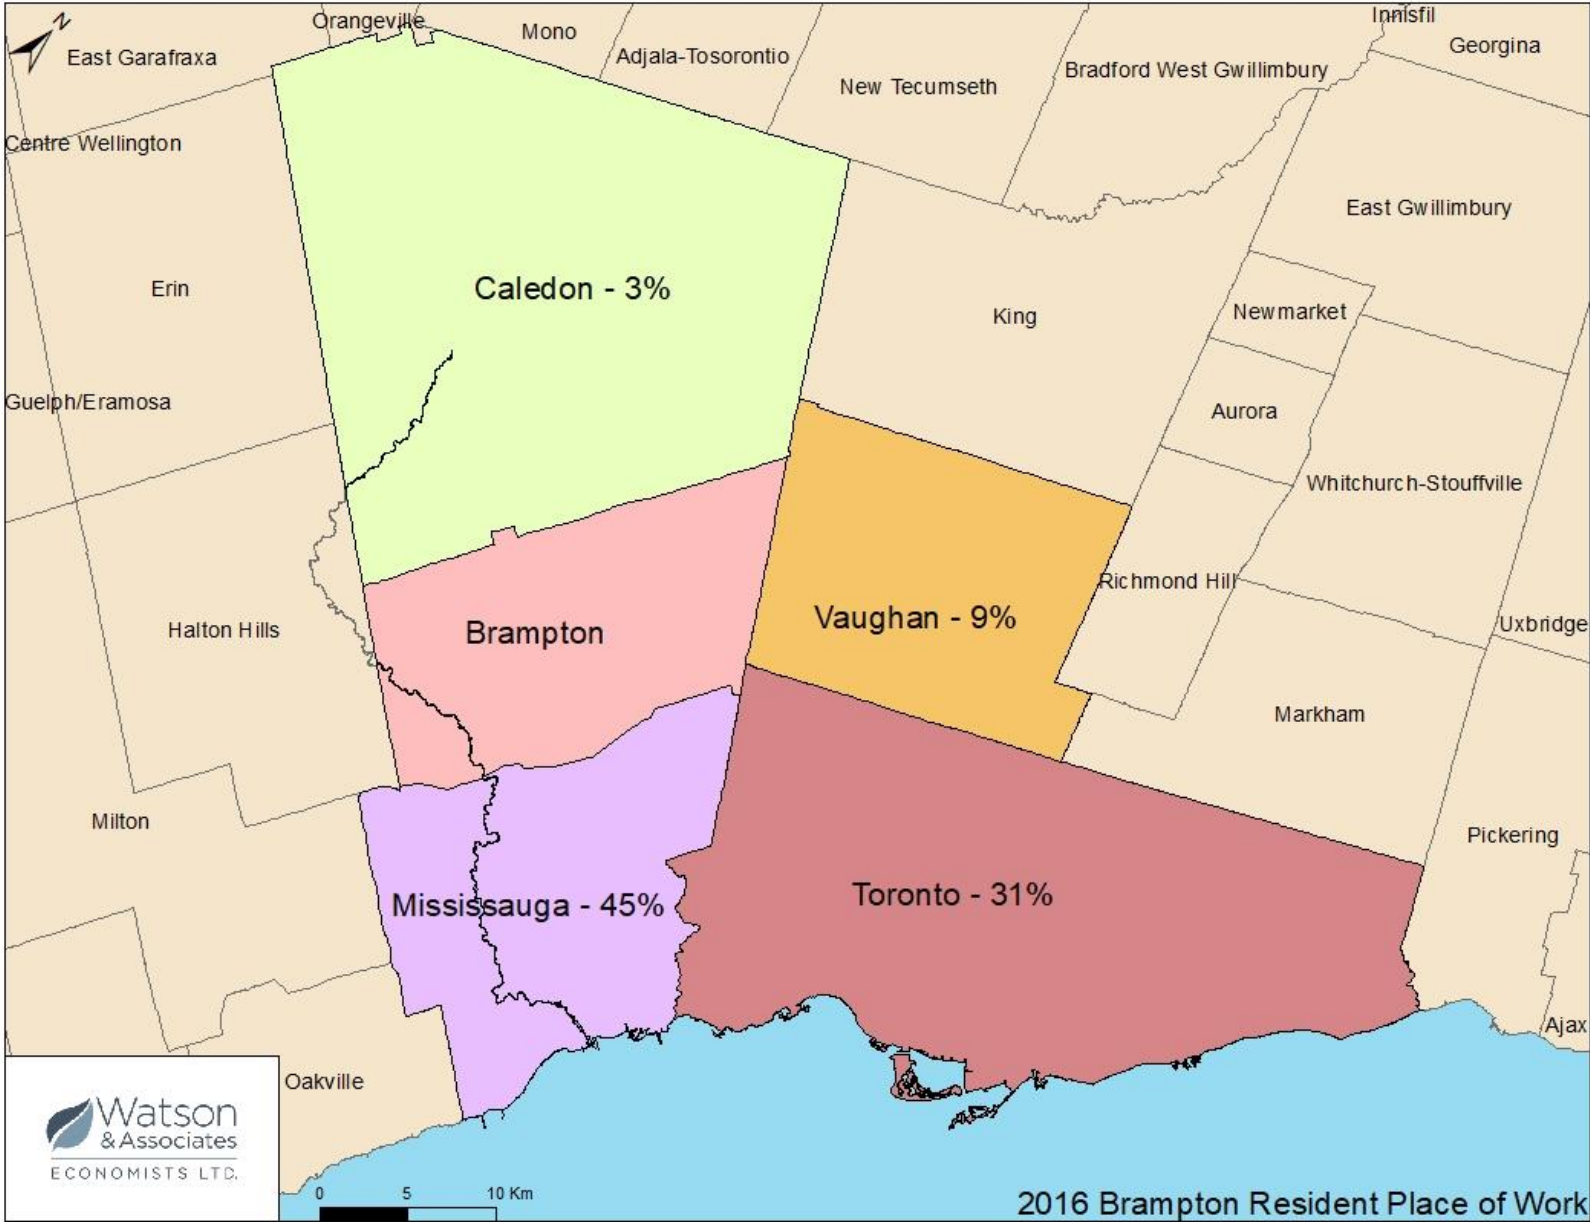 N
Orangeville
Mono
Innisfil
Georgina
East Garafraxa
Adjala-Tosorontio
Bradford West Gwillimbury
New Tecumseth
Centre Wellington
East Gwillimbury
Erin
Caledon - 3%
King
Newmarket
Guelph/Eramosa
Aurora
Whitchurch-Stouffville
Richmond Hill
Halton Hills
Brampton
Vaughan - 9%
Uxbridge
Markham
Milton
Pickering
Mississauga - 45%
Toronto - 31%
Ajax
Oakville
Watson
& Associates
ECONOMISTS LTD.
0 5 10 Km
2016 Brampton Resident Place of Work